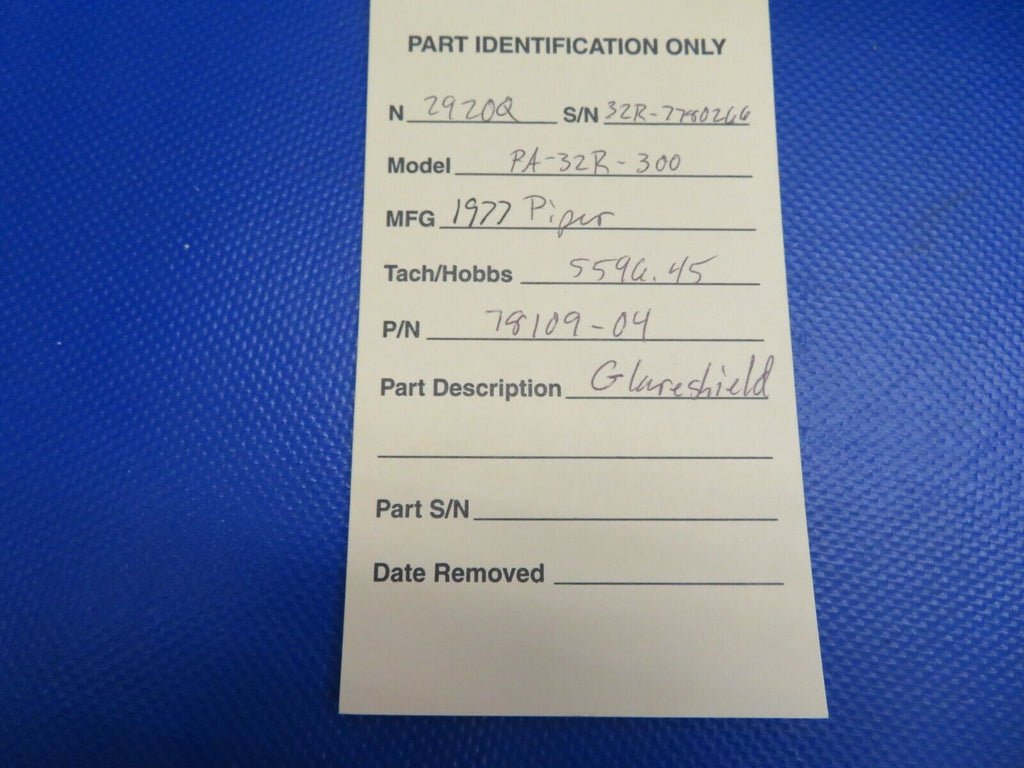 PART IDENTIFICATION ONLY
N 2920Q S/N 32R-7780266
Model PA-32R-300
MFG 1977 Piper
Tach/Hobbs 5596.45
P/N 78109-04
Part Description Glareshield
Part S/N
Date Removed